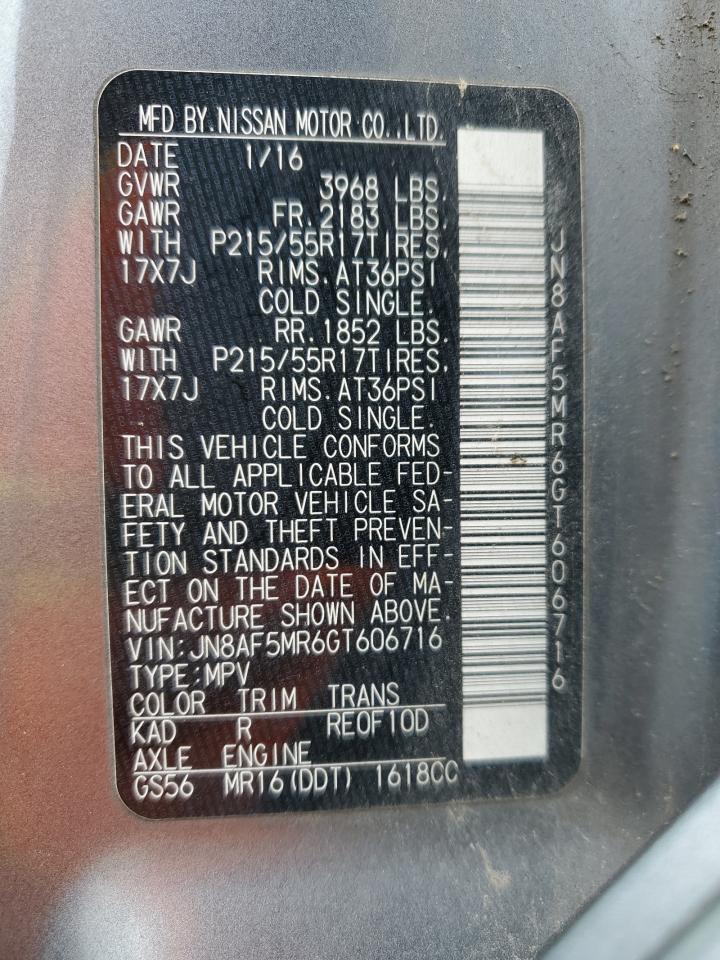 MFD BY.NISSAN MOTOR CO.,LTD.
DATE 1/16
GVWR 3968 LBS.
GAWR FR.2183 LBS.
WITH P215/55R17TIRES,
17X7J RIMS.AT36PSI
COLD SINGLE.
GAWR RR.1852 LBS.
WITH P215/55R17TIRES,
17X7J RIMS.AT36PSI
COLD SINGLE.
THIS VEHICLE CONFORMS
TO ALL APPLICABLE FED-
ERAL MOTOR VEHICLE SA-
FETY AND THEFT PREVEN-
TION STANDARDS IN EFF-
ECT ON THE DATE OF MA-
NUFACTURE SHOWN ABOVE.
VIN:JN8AF5MR6GT606716
TYPE:MPV
COLOR TRIM TRANS
KAD R RE0F10D
AXLE ENGINE
GS56 MR16(DDT) 1618CC
JN8AF5MR6GT606716